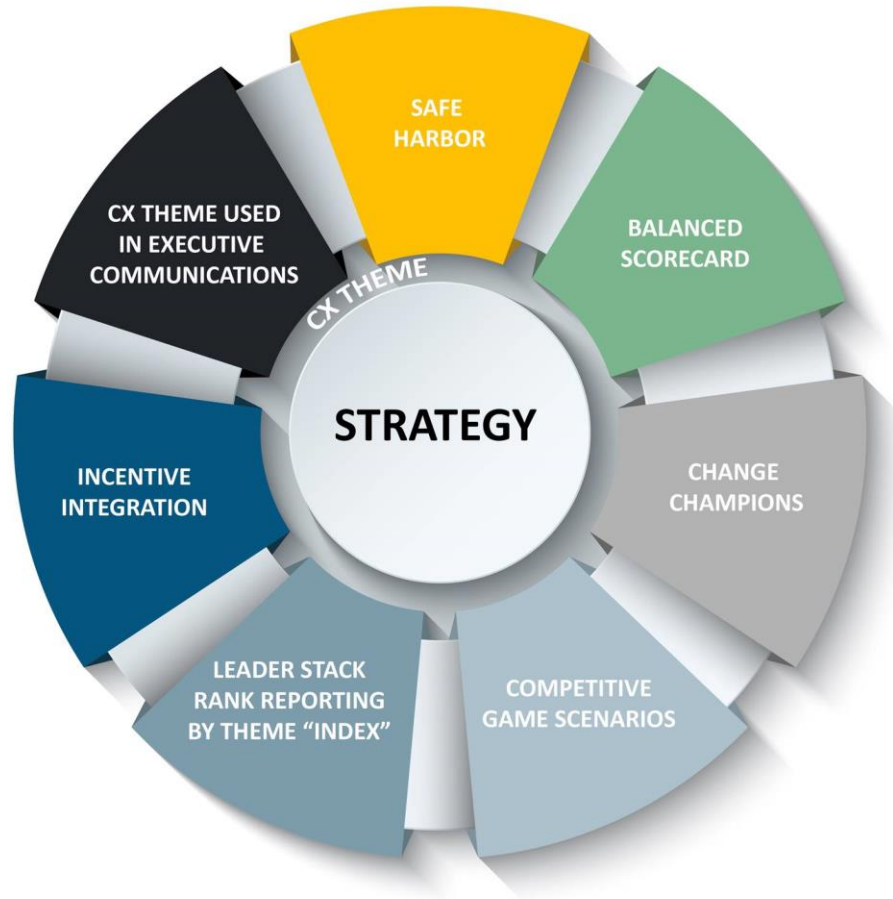 SAFE
HARBOR
BALANCED
SCORECARD
CHANGE
CHAMPIONS
COMPETITIVE
GAME SCENARIOS
LEADER STACK
RANK REPORTING
BY THEME “INDEX”
INCENTIVE
INTEGRATION
CX THEME USED
IN EXECUTIVE
COMMUNICATIONS
CX THEME
STRATEGY